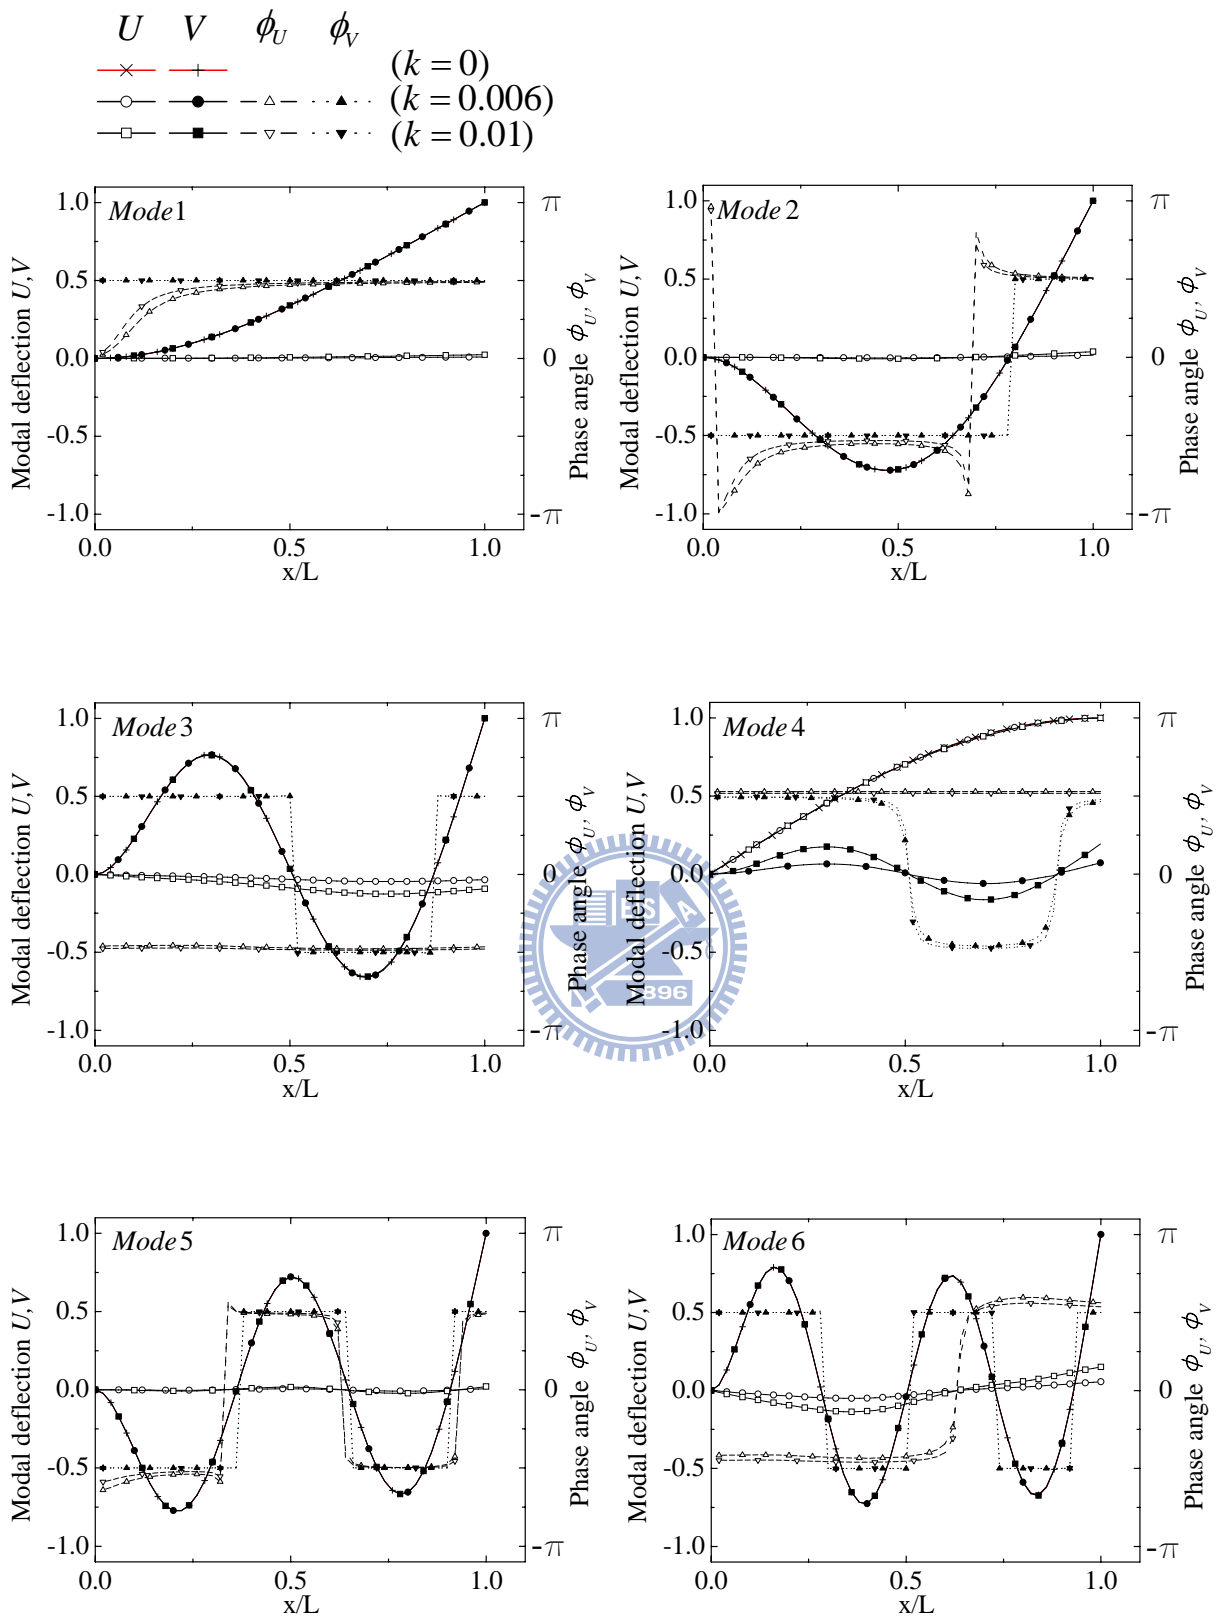 U V ϕ_U ϕ_V
(k = 0)
(k = 0.006)
(k = 0.01)
Mode 1
1.0
0.5
0.0
-0.5
-1.0
Modal deflection U,V
π
0
-π
Phase angle ϕ_U, ϕ_V
0.0 0.5 1.0
x/L
Mode 2
1.0
0.5
0.0
-0.5
-1.0
Modal deflection U,V
π
0
-π
Phase angle ϕ_U, ϕ_V
0.0 0.5 1.0
x/L
Mode 3
1.0
0.5
0.0
-0.5
-1.0
Modal deflection U,V
π
0
-π
Phase angle ϕ_U, ϕ_V
0.0 0.5 1.0
x/L
Mode 4
1.0
0.5
0.0
-0.5
-1.0
Modal deflection U,V
π
0
-π
Phase angle ϕ_U, ϕ_V
0.0 0.5 1.0
x/L
896
Mode 5
1.0
0.5
0.0
-0.5
-1.0
Modal deflection U,V
π
0
-π
Phase angle ϕ_U, ϕ_V
0.0 0.5 1.0
x/L
Mode 6
1.0
0.5
0.0
-0.5
-1.0
Modal deflection U,V
π
0
-π
Phase angle ϕ_U, ϕ_V
0.0 0.5 1.0
x/L